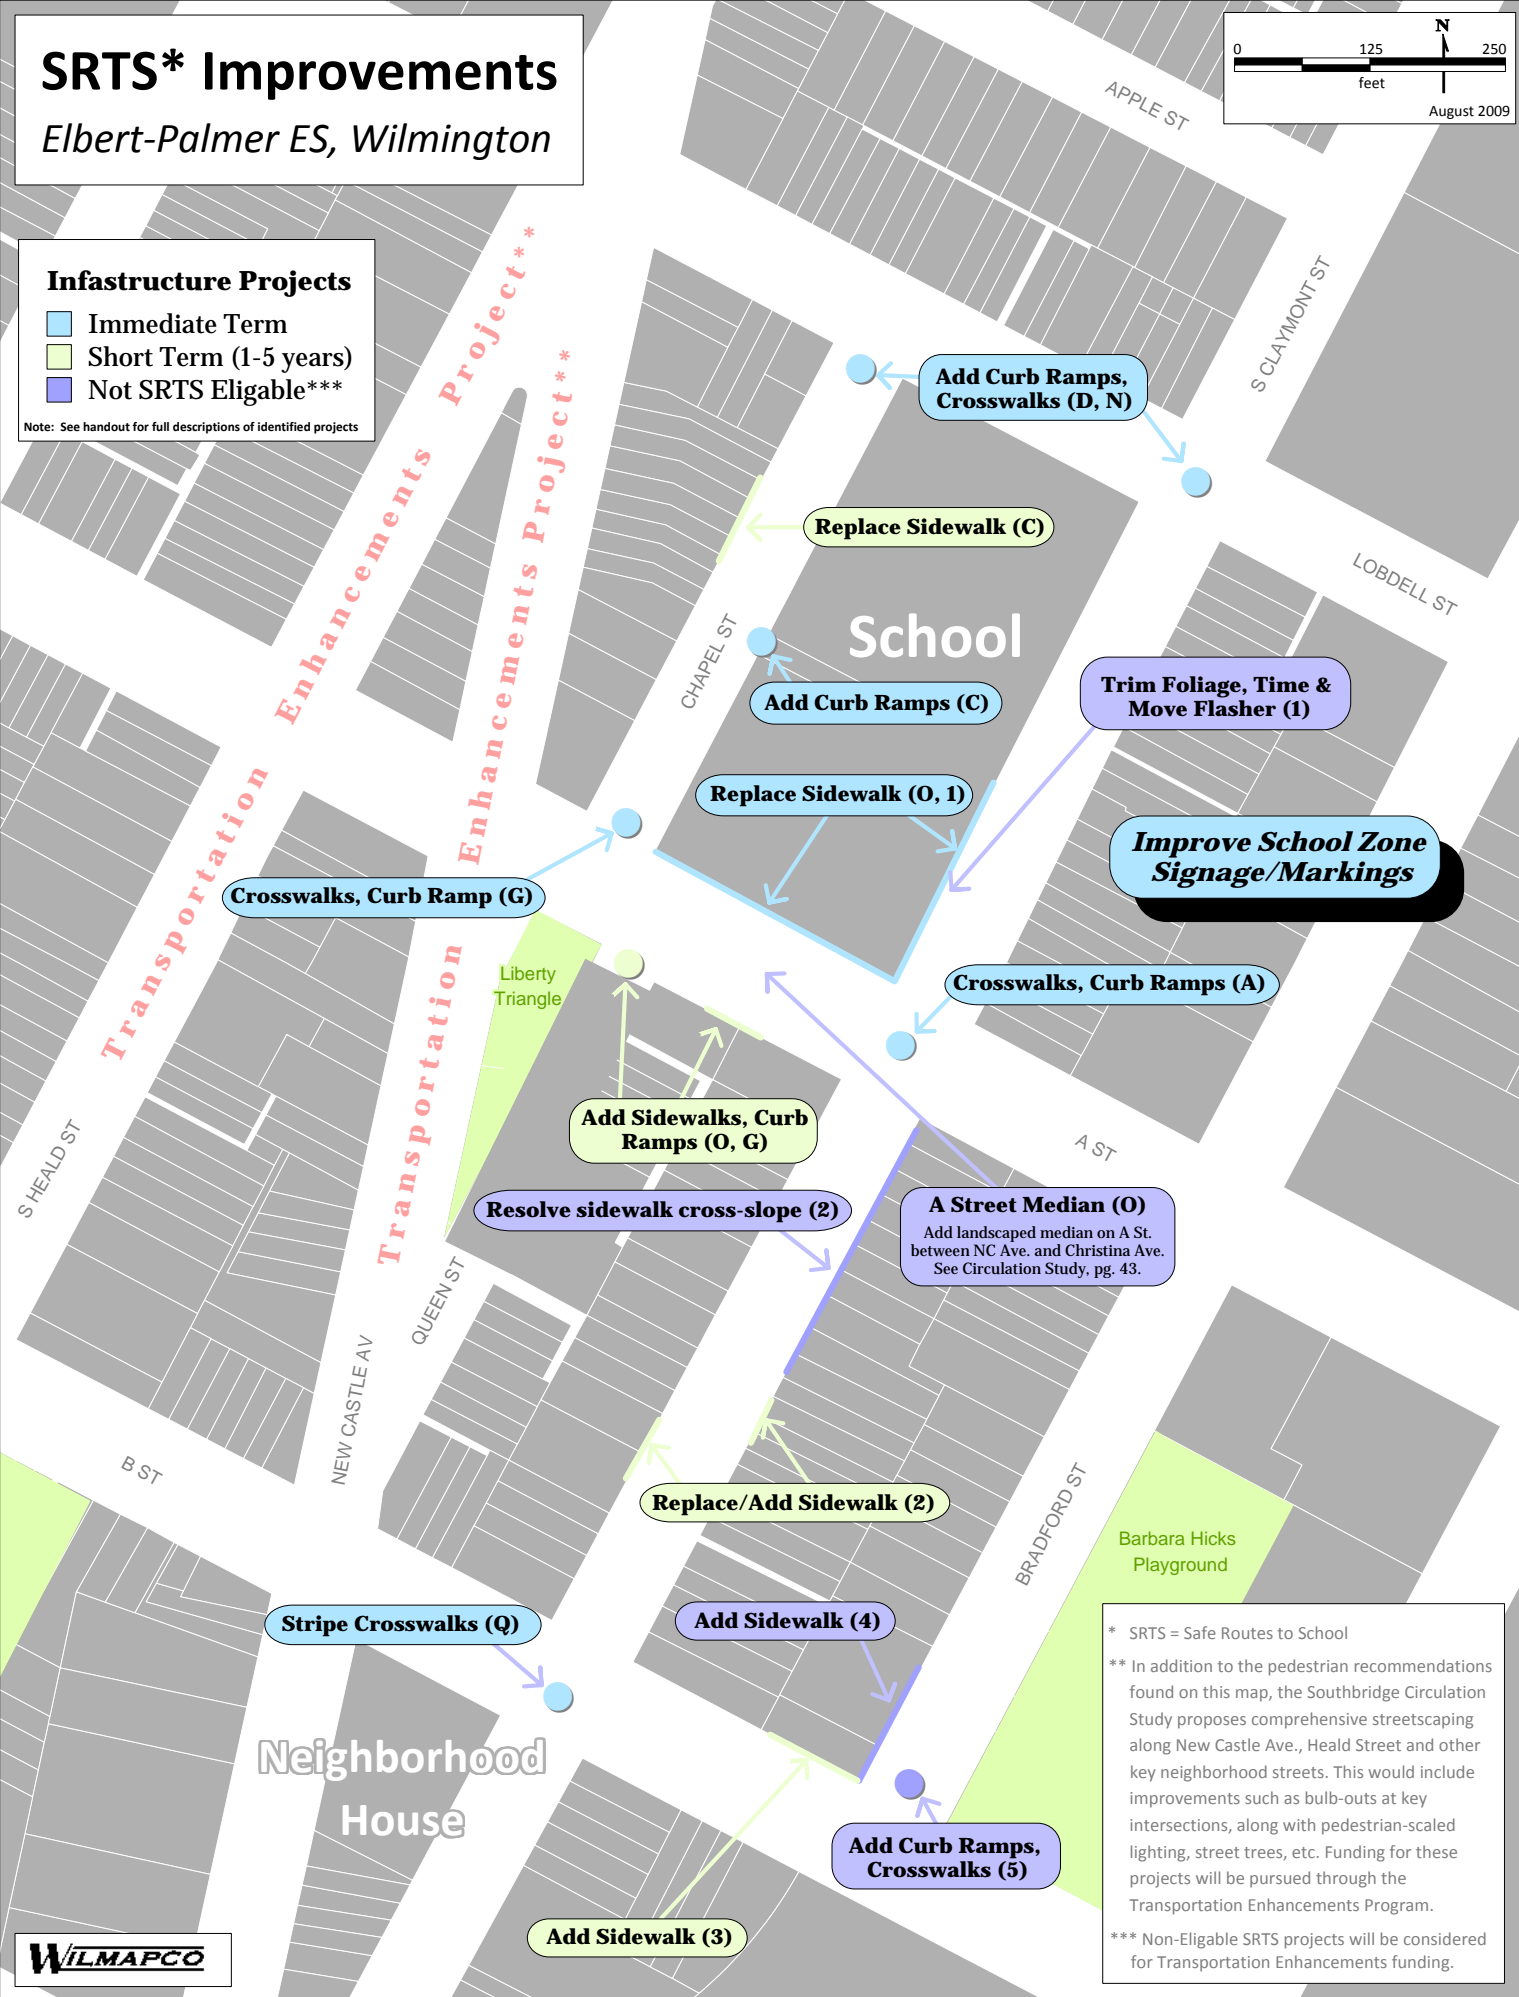 SRTS* Improvements
Elbert-Palmer ES, Wilmington
N
0 125 250
feet
August 2009
APPLE ST
S CLAYMONT ST
Infastructure Projects
Immediate Term
Short Term (1-5 years)
Not SRTS Eligable***
Note: See handout for full descriptions of identified projects
Transportation Enhancements Project**
Transportation Enhancements Project**
Add Curb Ramps,
Crosswalks (D, N)
Replace Sidewalk (C)
LOBDELL ST
School
CHAPEL ST
Add Curb Ramps (C)
Trim Foliage, Time &
Move Flasher (1)
Replace Sidewalk (O, 1)
Improve School Zone
Signage/Markings
Crosswalks, Curb Ramp (G)
Liberty
Triangle
Crosswalks, Curb Ramps (A)
Add Sidewalks, Curb
Ramps (O, G)
A ST
S HEALD ST
Resolve sidewalk cross-slope (2)
A Street Median (O)
Add landscaped median on A St.
between NC Ave. and Christina Ave.
See Circulation Study, pg. 43.
QUEEN ST
NEW CASTLE AV
B ST
Replace/Add Sidewalk (2)
BRADFORD ST
Barbara Hicks
Playground
Stripe Crosswalks (Q)
Add Sidewalk (4)
Neighborhood
House
Add Curb Ramps,
Crosswalks (5)
Add Sidewalk (3)
* SRTS = Safe Routes to School
** In addition to the pedestrian recommendations
found on this map, the Southbridge Circulation
Study proposes comprehensive streetscaping
along New Castle Ave., Heald Street and other
key neighborhood streets. This would include
improvements such as bulb-outs at key
intersections, along with pedestrian-scaled
lighting, street trees, etc. Funding for these
projects will be pursued through the
Transportation Enhancements Program.
*** Non-Eligable SRTS projects will be considered
for Transportation Enhancements funding.
WILMAPCO